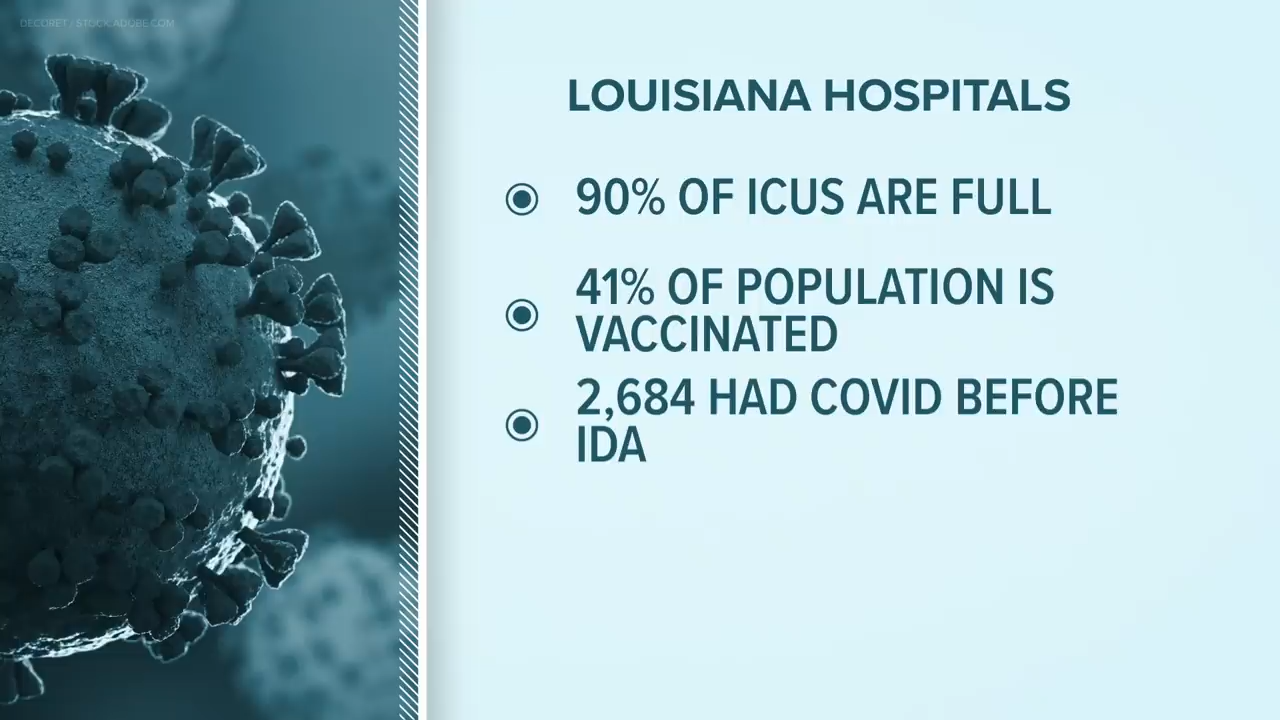 DECORET / STOCK.ADOBE.COM
LOUISIANA HOSPITALS
90% OF ICUS ARE FULL
41% OF POPULATION IS
VACCINATED
2,684 HAD COVID BEFORE
IDA